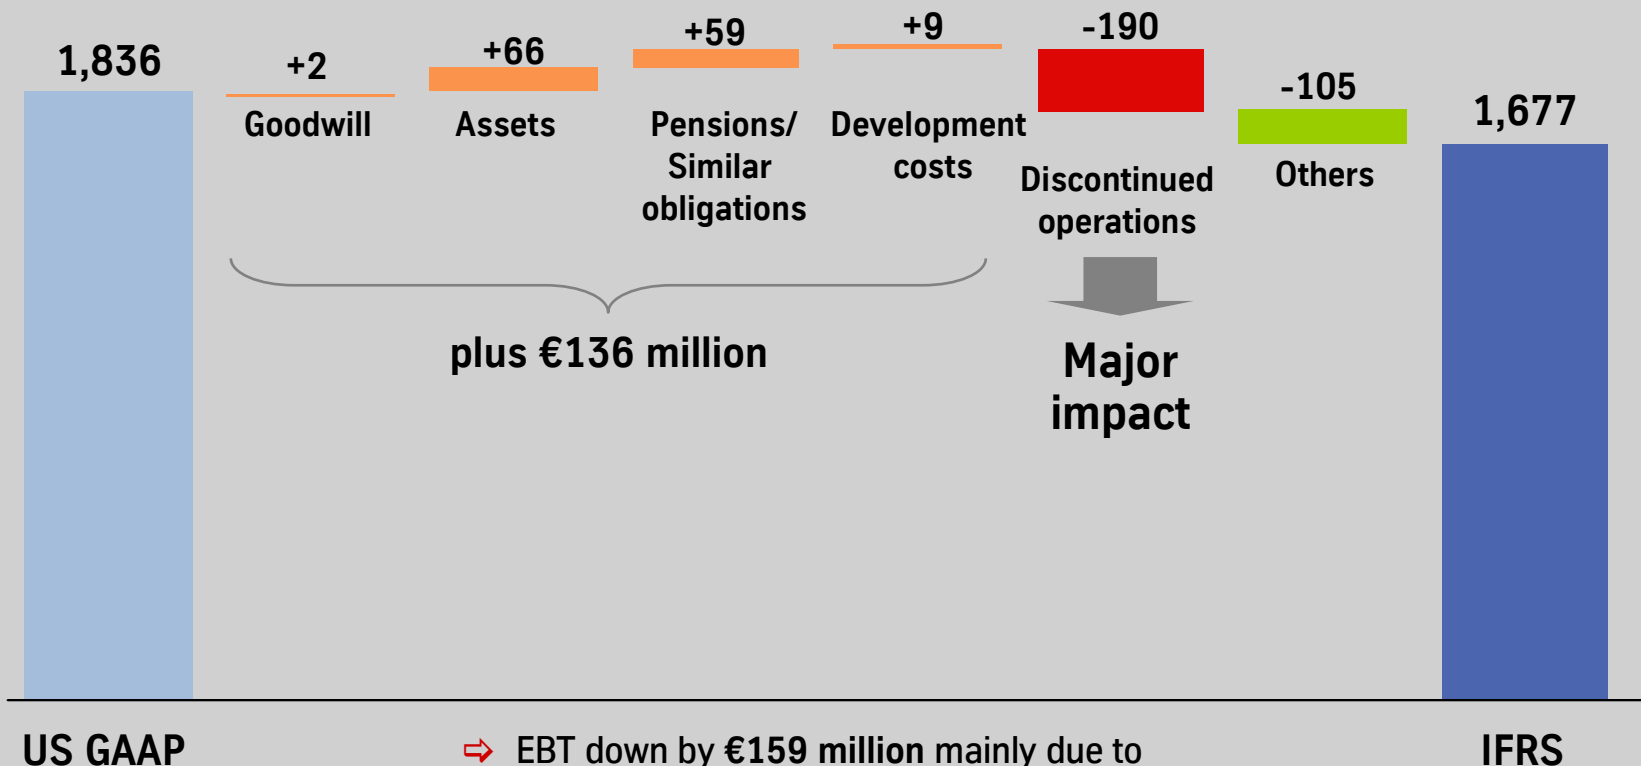 1,836
+2
Goodwill
+66
Assets
+59
Pensions/
Similar
obligations
+9
Development
costs
-190
Discontinued
operations
-105
Others
1,677
plus €136 million
Major
impact
US GAAP
⇨ EBT down by €159 million mainly due to
IFRS